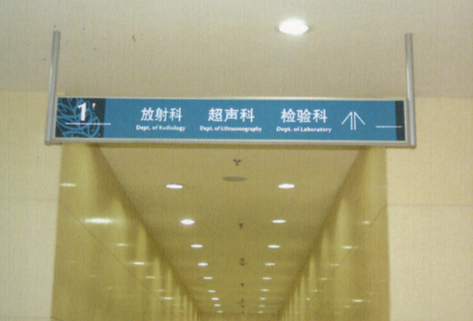 1F
放射科 超声科 检验科
Dept. of Radiology Dept. of Ultrasonography Dept. of Laboratory